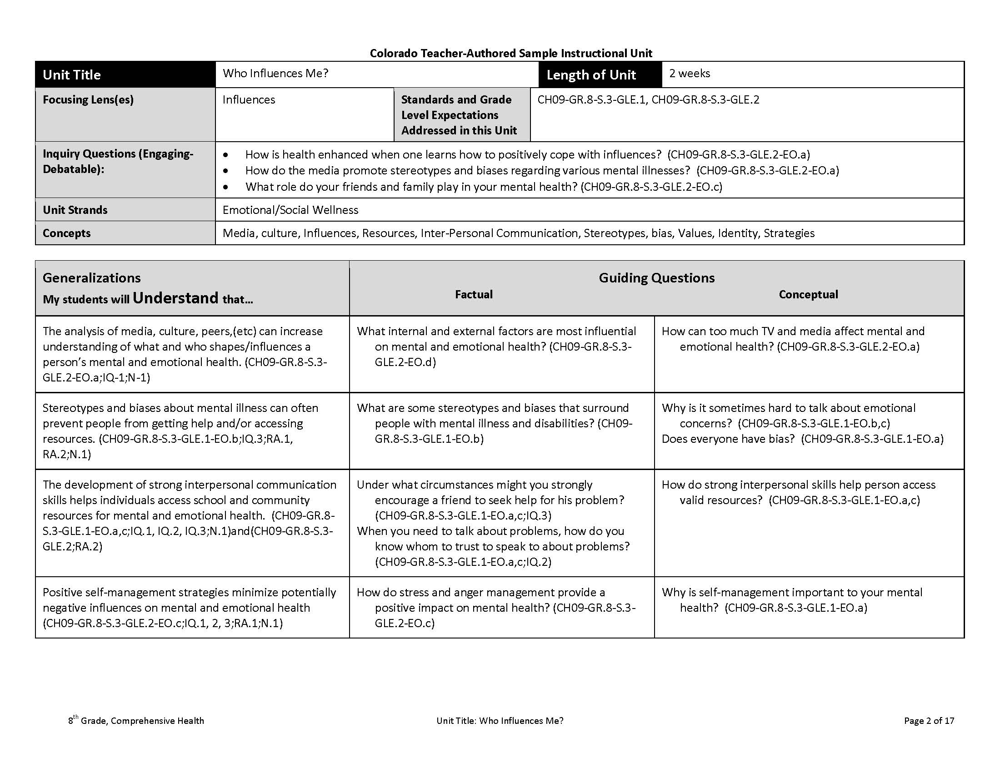 Colorado Teacher-Authored Sample Instructional Unit
Unit Title
Who Influences Me?
Length of Unit
2 weeks
Focusing Lens(es)
Influences
Standards and Grade
Level Expectations
Addressed in this Unit
CH09-GR.8-S.3-GLE.1, CH09-GR.8-S.3-GLE.2
Inquiry Questions (Engaging-
Debatable):
• How is health enhanced when one learns how to positively cope with influences?  (CH09-GR.8-S.3-GLE.2-EO.a)
• How do the media promote stereotypes and biases regarding various mental illnesses?  (CH09-GR.8-S.3-GLE.2-EO.a)
• What role do your friends and family play in your mental health? (CH09-GR.8-S.3-GLE.2-EO.c)
Unit Strands
Emotional/Social Wellness
Concepts
Media, culture, Influences, Resources, Inter-Personal Communication, Stereotypes, bias, Values, Identity, Strategies
Generalizations
My students will Understand that…
Guiding Questions
Factual
Conceptual
The analysis of media, culture, peers,(etc) can increase
understanding of what and who shapes/influences a
person’s mental and emotional health. (CH09-GR.8-S.3-
GLE.2-EO.a;IQ-1;N-1)
What internal and external factors are most influential
on mental and emotional health? (CH09-GR.8-S.3-
GLE.2-EO.d)
How can too much TV and media affect mental and
emotional health? (CH09-GR.8-S.3-GLE.2-EO.a)
Stereotypes and biases about mental illness can often
prevent people from getting help and/or accessing
resources. (CH09-GR.8-S.3-GLE.1-EO.b;IQ.3;RA.1,
RA.2;N.1)
What are some stereotypes and biases that surround
people with mental illness and disabilities? (CH09-
GR.8-S.3-GLE.1-EO.b)
Why is it sometimes hard to talk about emotional
concerns?  (CH09-GR.8-S.3-GLE.1-EO.b,c)
Does everyone have bias?  (CH09-GR.8-S.3-GLE.1-EO.a)
The development of strong interpersonal communication
skills helps individuals access school and community
resources for mental and emotional health.  (CH09-GR.8-
S.3-GLE.1-EO.a,c;IQ.1, IQ.2, IQ.3;N.1)and(CH09-GR.8-S.3-
GLE.2;RA.2)
Under what circumstances might you strongly
encourage a friend to seek help for his problem?
(CH09-GR.8-S.3-GLE.1-EO.a,c;IQ.3)
When you need to talk about problems, how do you
know whom to trust to speak to about problems?
(CH09-GR.8-S.3-GLE.1-EO.a,c;IQ.2)
How do strong interpersonal skills help person access
valid resources?  (CH09-GR.8-S.3-GLE.1-EO.a,c)
Positive self-management strategies minimize potentially
negative influences on mental and emotional health
(CH09-GR.8-S.3-GLE.2-EO.c;IQ.1, 2, 3;RA.1;N.1)
How do stress and anger management provide a
positive impact on mental health? (CH09-GR.8-S.3-
GLE.2-EO.c)
Why is self-management important to your mental
health?  (CH09-GR.8-S.3-GLE.1-EO.a)
8th Grade, Comprehensive Health
Unit Title: Who Influences Me?
Page 2 of 17